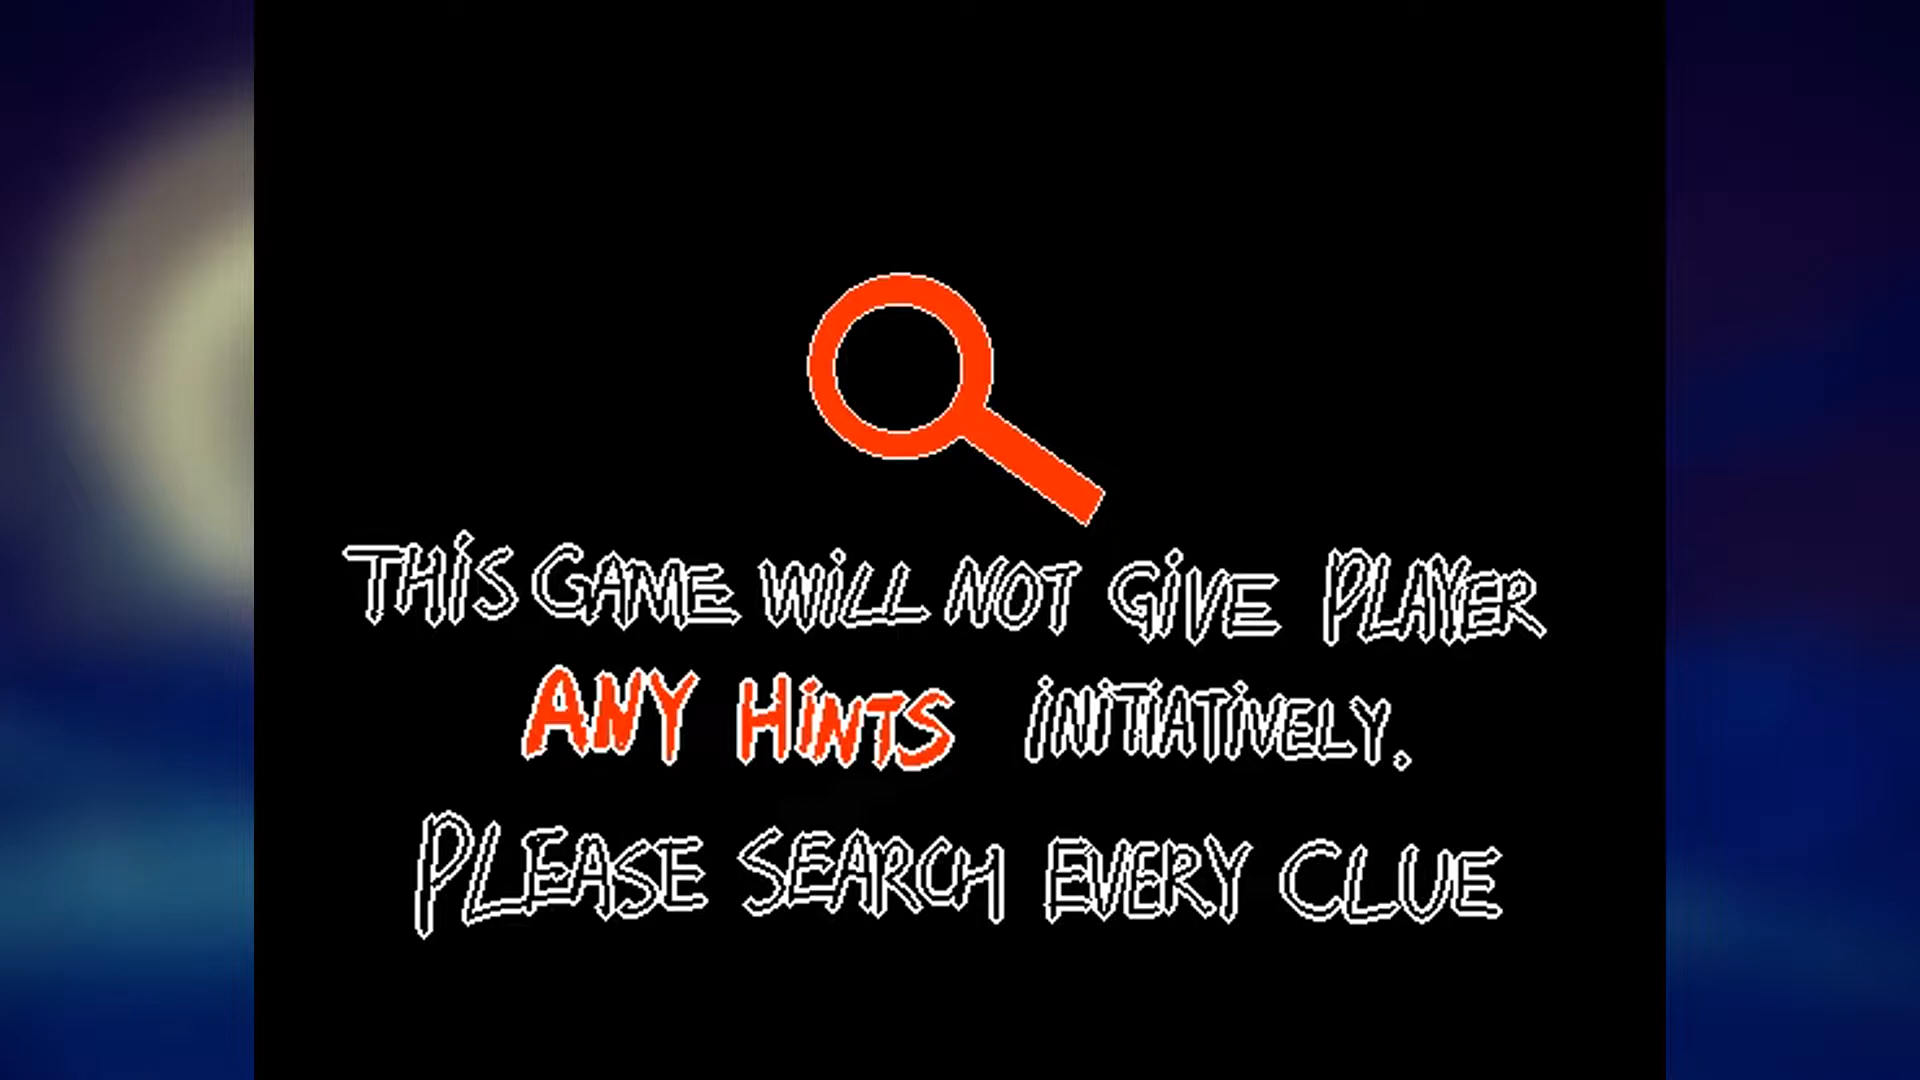 THiS GAME WiLL NOT GiVE PLAYER
ANY HiNTS iNiTiATiVELY.
PLEASE SEARCH EVERY CLUE